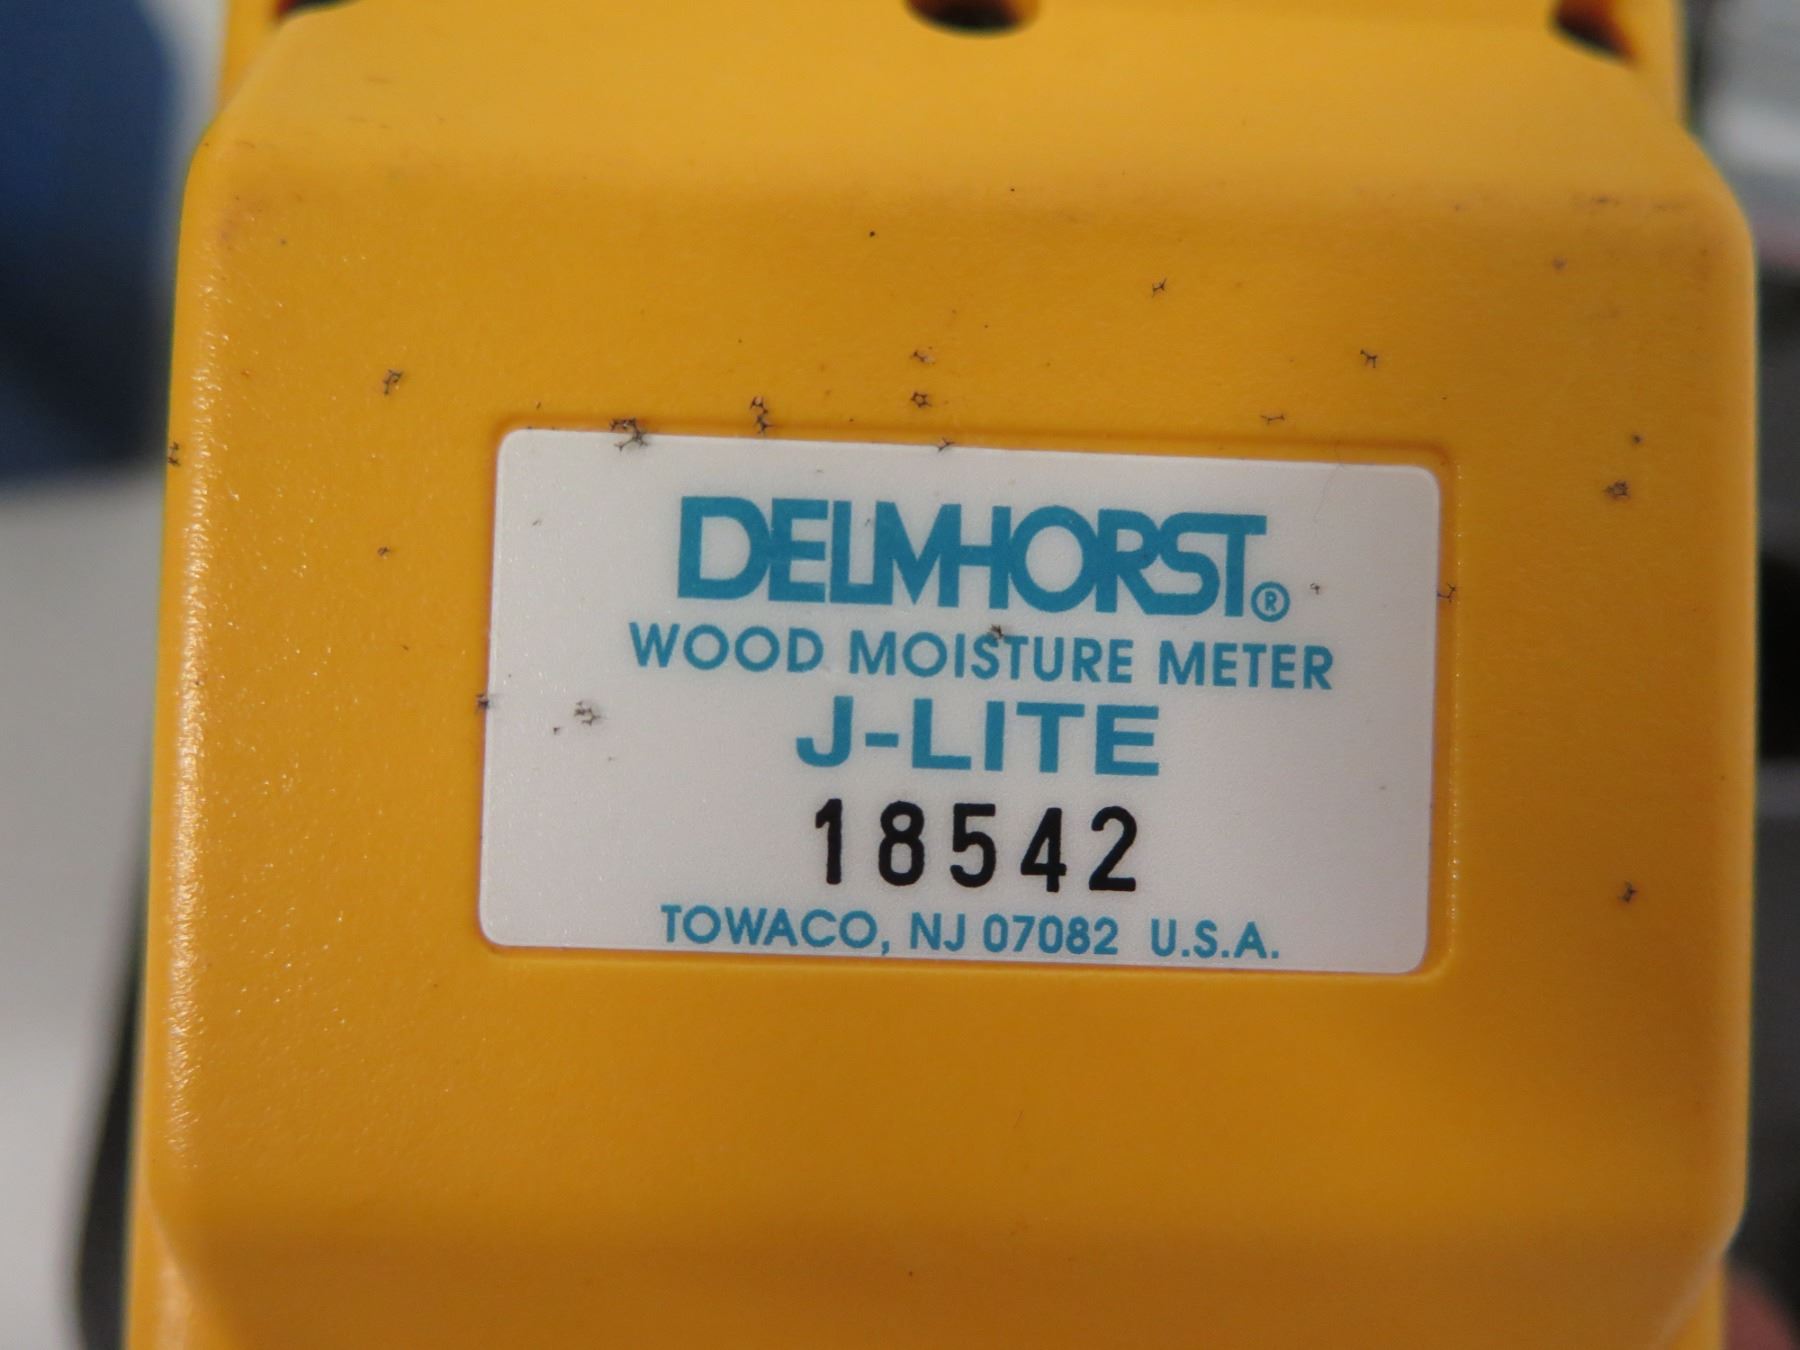 DELMHORST®
WOOD MOISTURE METER
J-LITE
18542
TOWACO, NJ 07082 U.S.A.